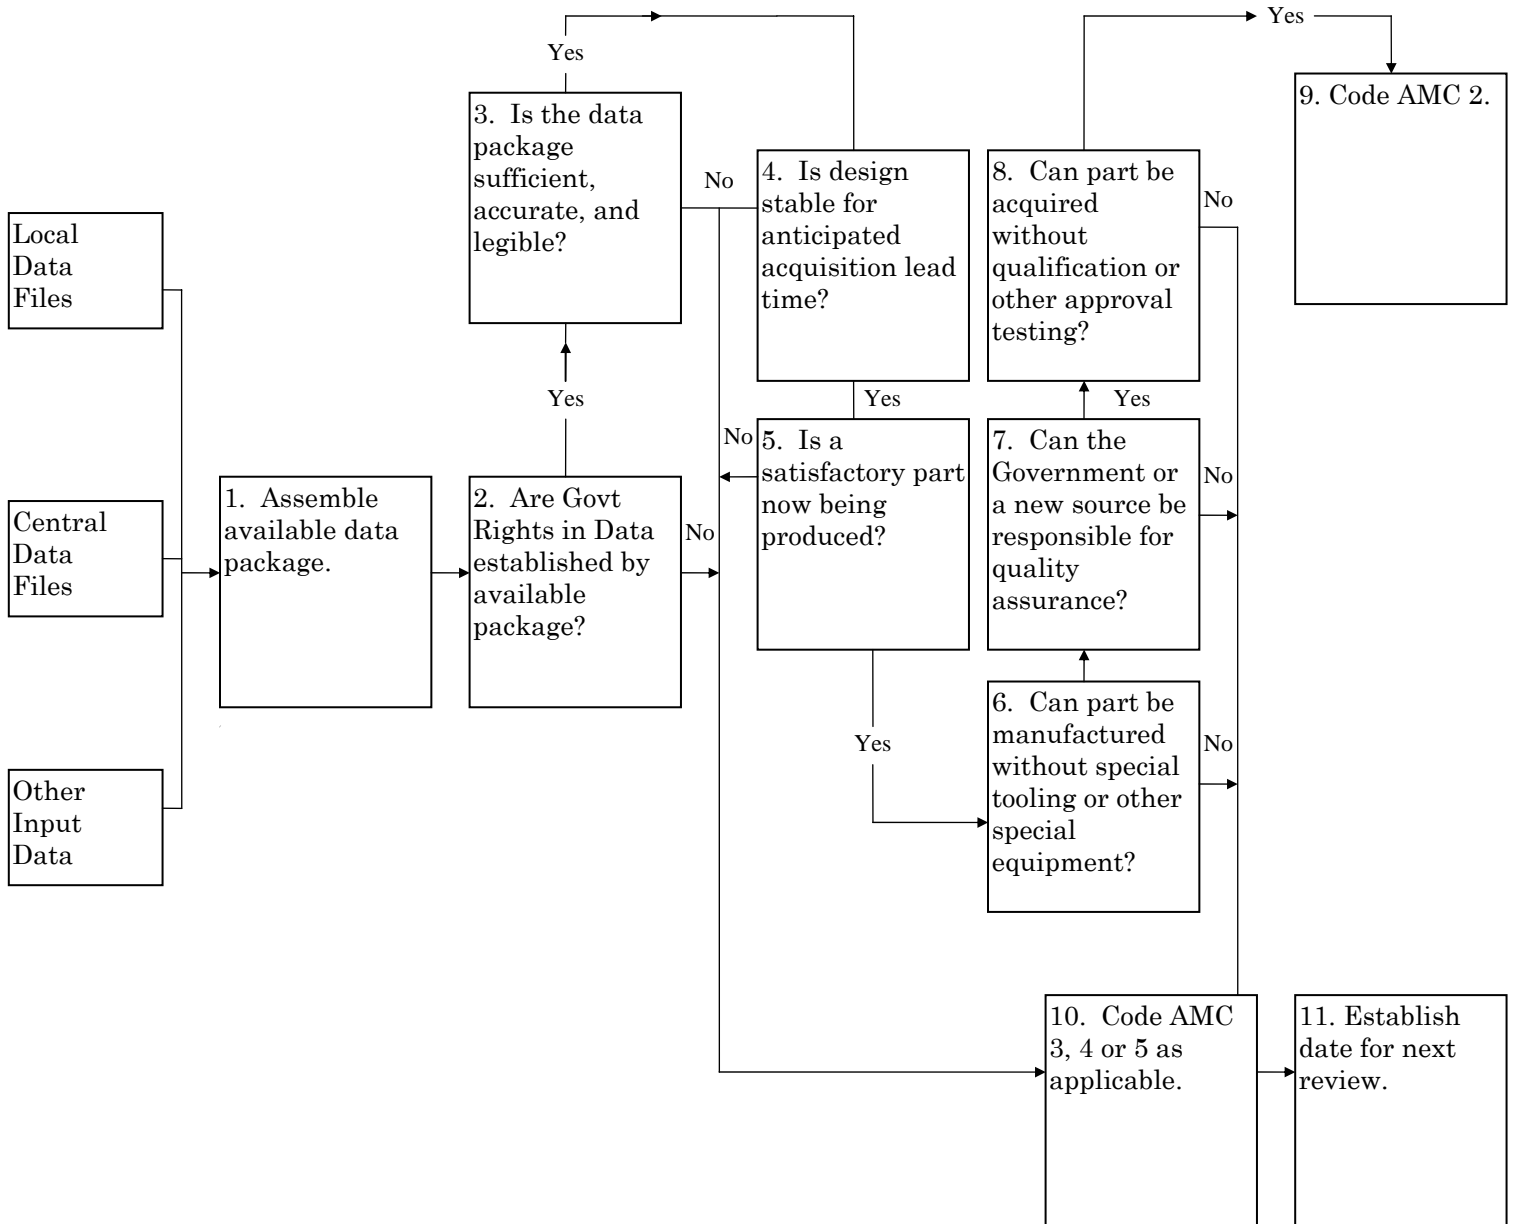 Yes
Yes
9. Code AMC 2.
3. Is the data
package
sufficient,
accurate, and
legible?
No
4. Is design
stable for
anticipated
acquisition lead
time?
8. Can part be
acquired
without
qualification or
other approval
testing?
No
Local
Data
Files
Yes
Yes
Yes
Central
Data
Files
1. Assemble
available data
package.
2. Are Govt
Rights in Data
established by
available
package?
No
No
5. Is a
satisfactory part
now being
produced?
7. Can the
Government or
a new source be
responsible for
quality
assurance?
No
Other
Input
Data
Yes
6. Can part be
manufactured
without special
tooling or other
special
equipment?
No
10. Code AMC
3, 4 or 5 as
applicable.
11. Establish
date for next
review.